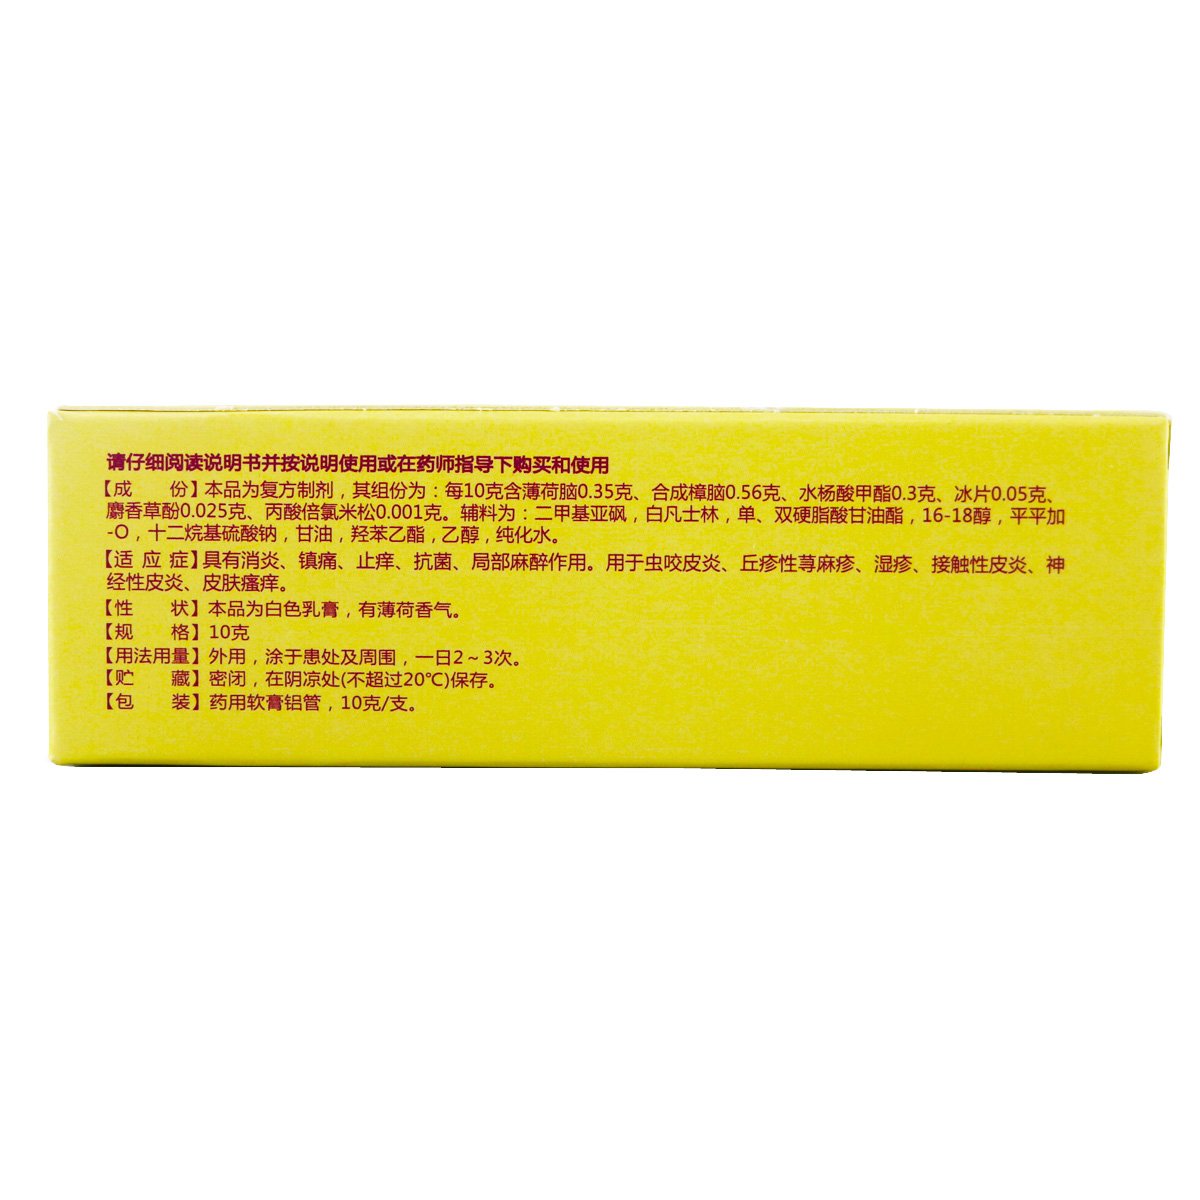 请仔细阅读说明书并按说明使用或在药师指导下购买和使用
【成　　份】本品为复方制剂，其组份为：每10克含薄荷脑0.35克、合成樟脑0.56克、水杨酸甲酯0.3克、冰片0.05克、
麝香草酚0.025克、丙酸倍氯米松0.001克。辅料为：二甲基亚砜，白凡士林，单、双硬脂酸甘油酯，16-18醇，平平加
-O，十二烷基硫酸钠，甘油，羟苯乙酯，乙醇，纯化水。
【适 应 症】具有消炎、镇痛、止痒、抗菌、局部麻醉作用。用于虫咬皮炎、丘疹性荨麻疹、湿疹、接触性皮炎、神
经性皮炎、皮肤瘙痒。
【性　　状】本品为白色乳膏，有薄荷香气。
【规　　格】10克
【用法用量】外用，涂于患处及周围，一日2～3次。
【贮　　藏】密闭，在阴凉处(不超过20℃)保存。
【包　　装】药用软膏铝管，10克/支。